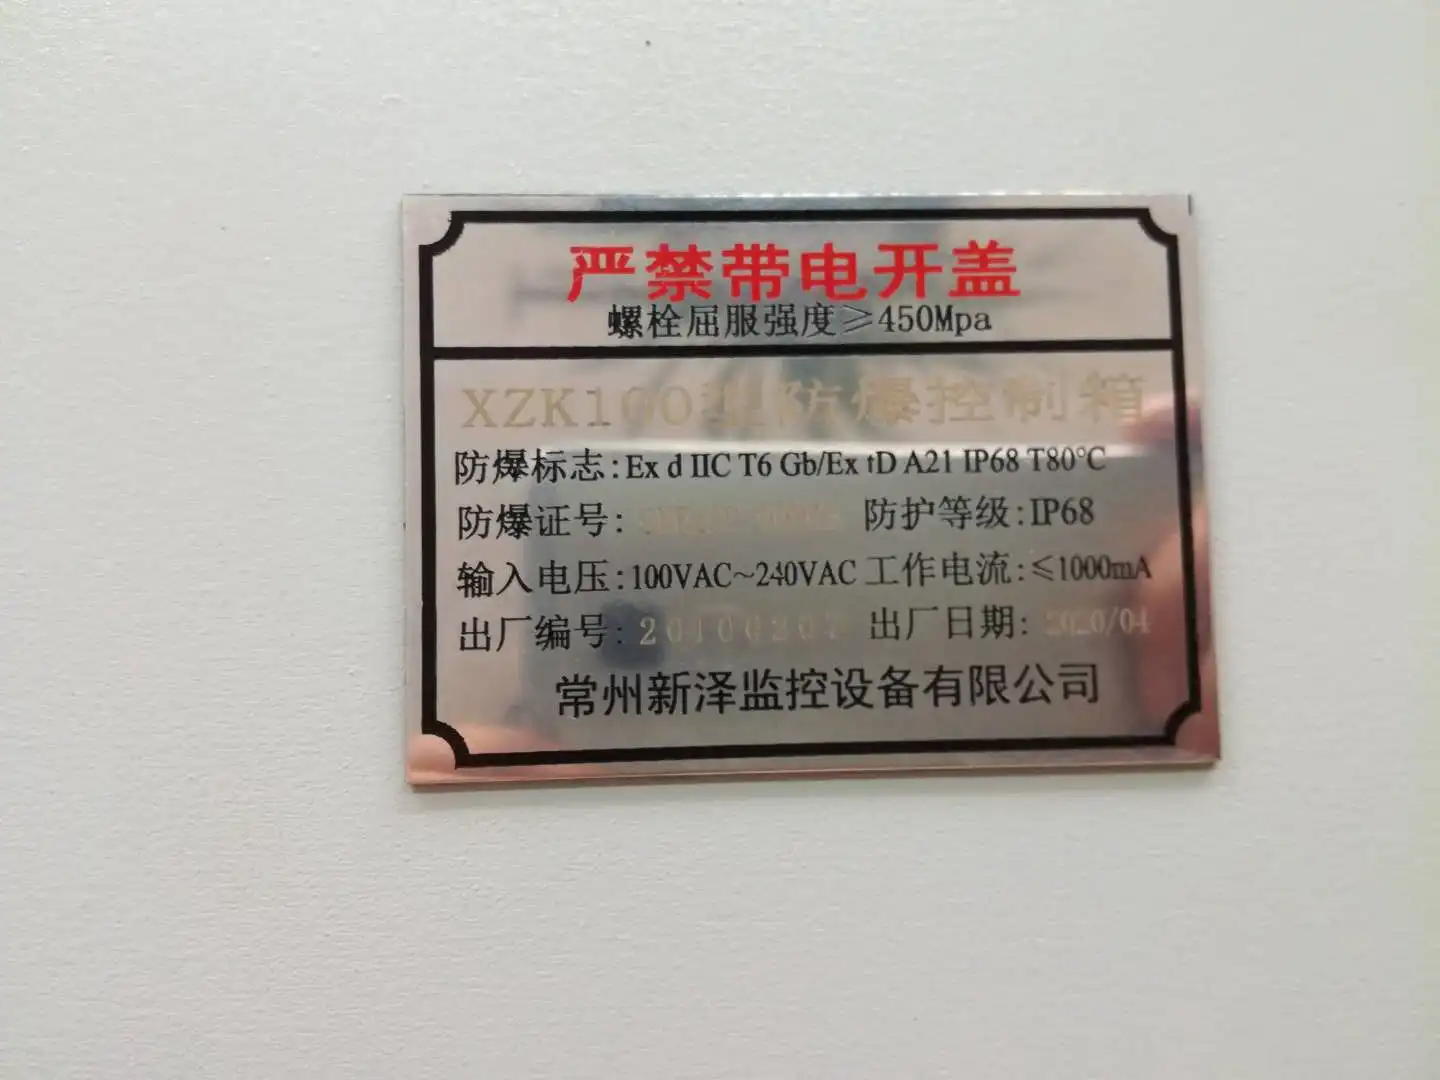 严禁带电开盖
螺栓屈服强度≥450Mpa
XZK100型防爆控制箱
防爆标志:Ex d IIC T6 Gb/Ex tD A21 IP68 T80℃
防爆证号: 防护等级:IP68
输入电压:100VAC~240VAC 工作电流:≤1000mA
出厂编号: 出厂日期: 2020/04
常州新泽监控设备有限公司